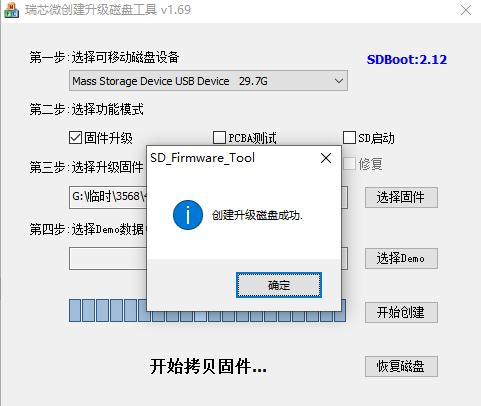 瑞芯微创建升级磁盘工具 v1.69
第一步:选择可移动磁盘设备
SDBoot:2.12
Mass Storage Device USB Device 29.7G
第二步:选择功能模式
固件升级 PCBA测试 SD启动
SD_Firmware_Tool
第三步:选择升级固件 修复
G:\临时\3568\ 选择固件
创建升级磁盘成功.
第四步:选择Demo数据
选择Demo
确定
开始创建
开始拷贝固件... 恢复磁盘